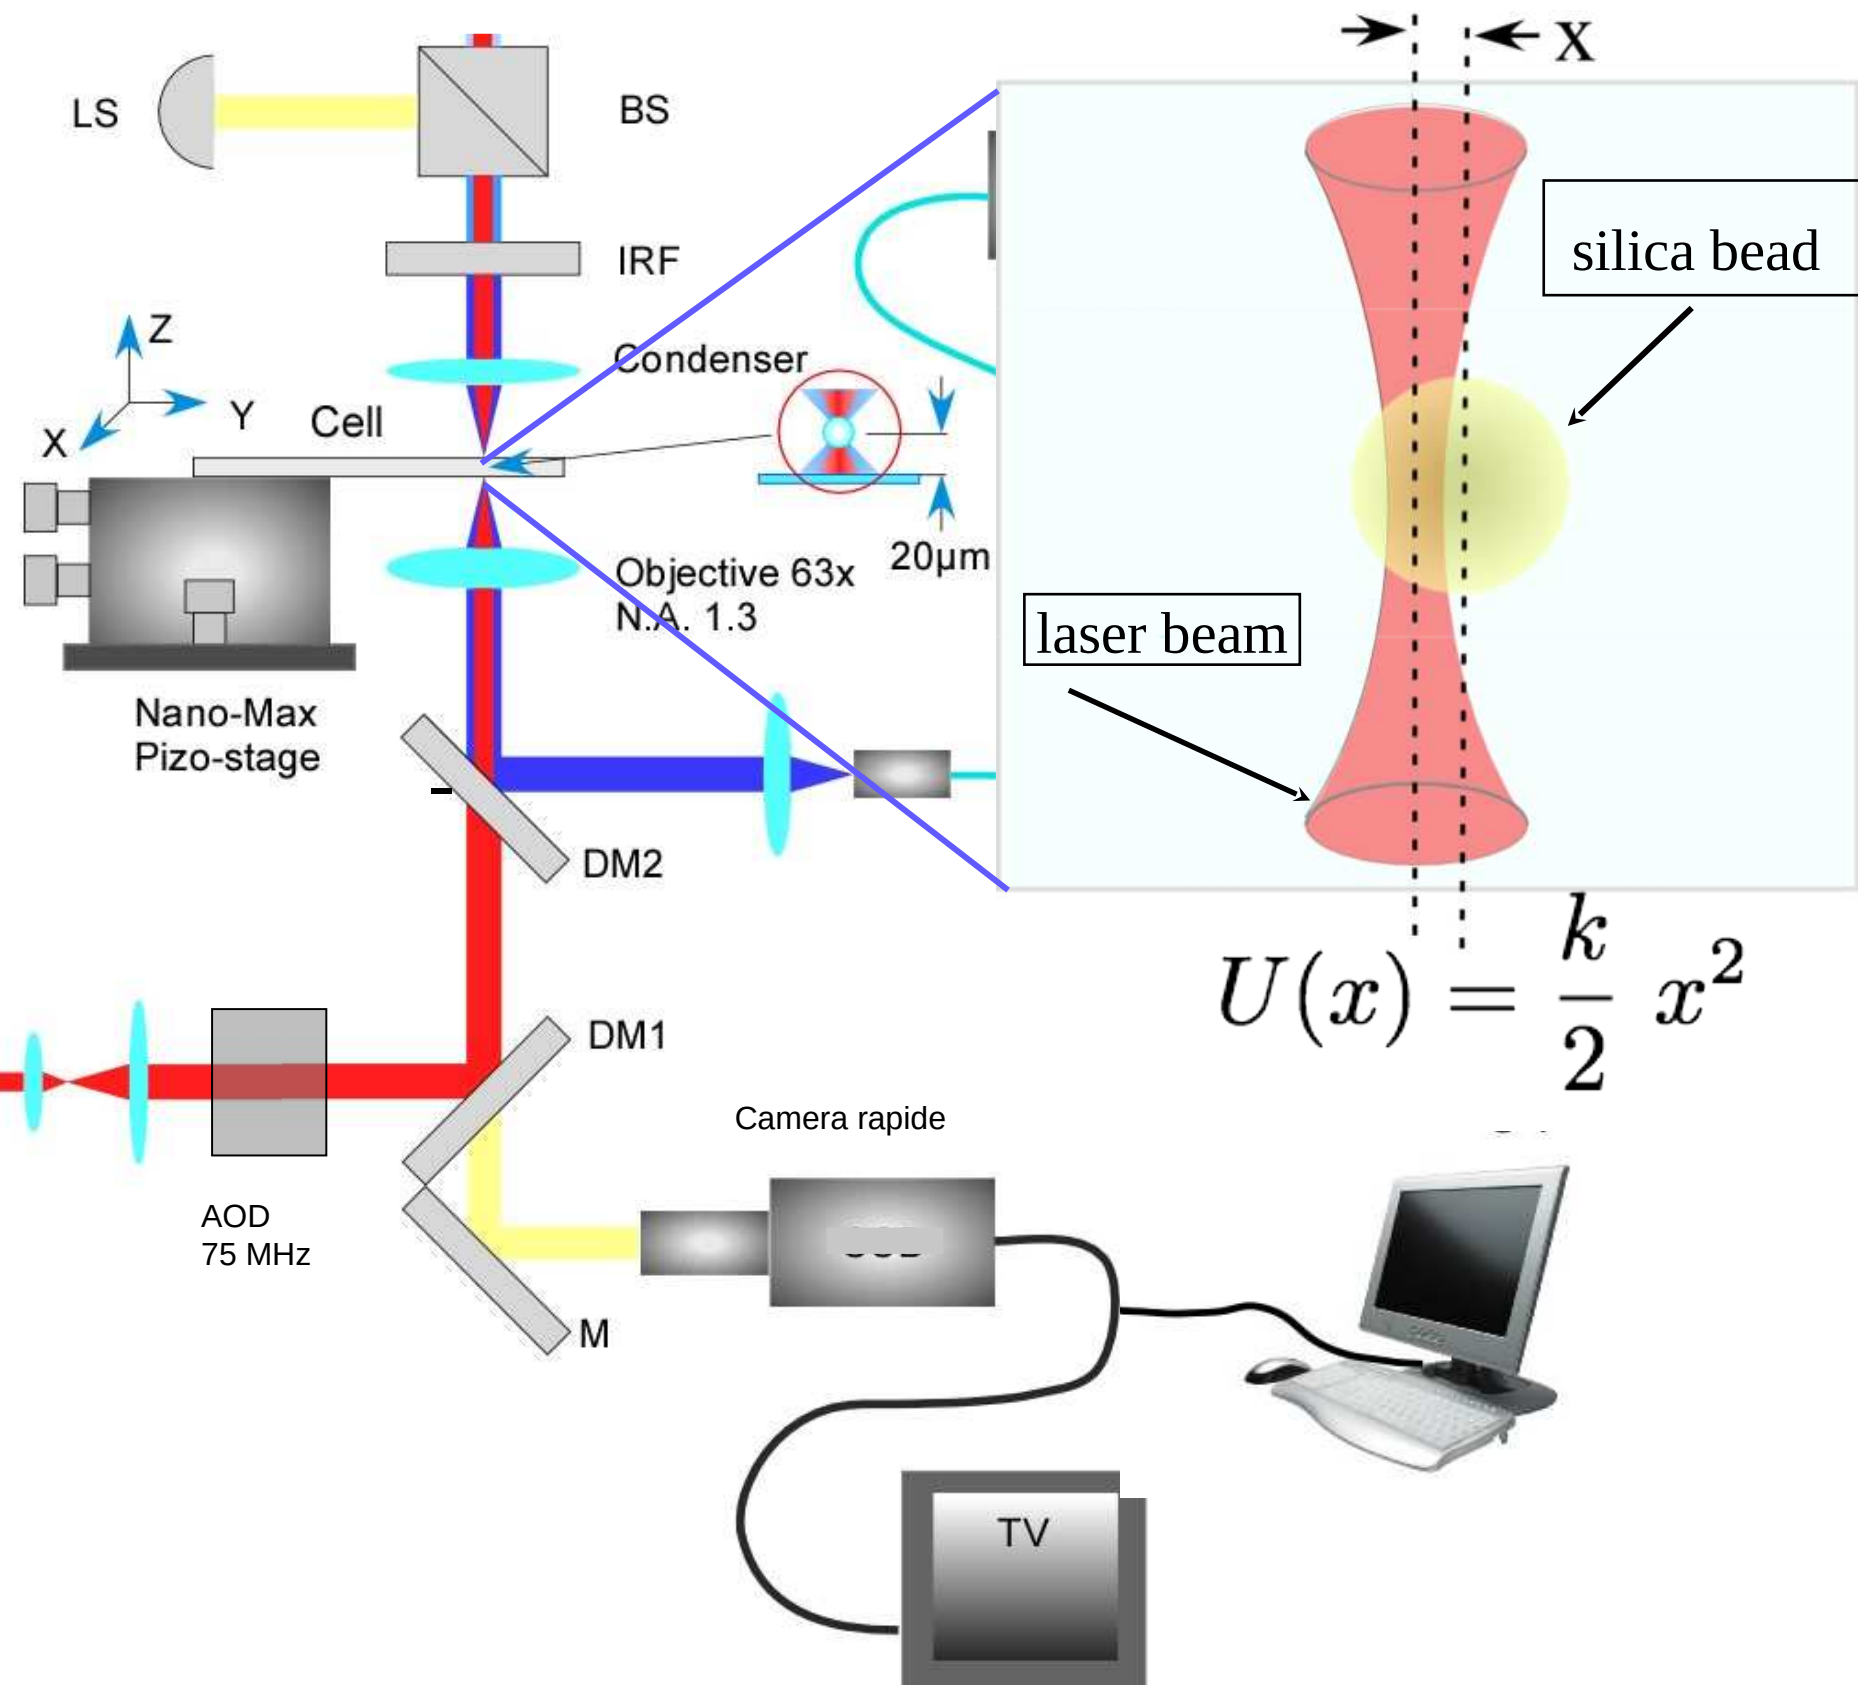 X
LS
BS
silica bead
IRF
Z
Condenser
Y
Cell
X
20µm
Objective 63x
N.A. 1.3
laser beam
Nano-Max
Pizo-stage
DM2
U(x) = k/2 x²
DM1
Camera rapide
AOD
75 MHz
M
TV